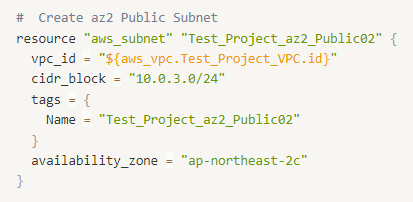 #  Create az2 Public Subnet
resource "aws_subnet" "Test_Project_az2_Public02" {
  vpc_id = "${aws_vpc.Test_Project_VPC.id}"
  cidr_block = "10.0.3.0/24"
  tags = {
    Name = "Test_Project_az2_Public02"
  }
  availability_zone = "ap-northeast-2c"
}